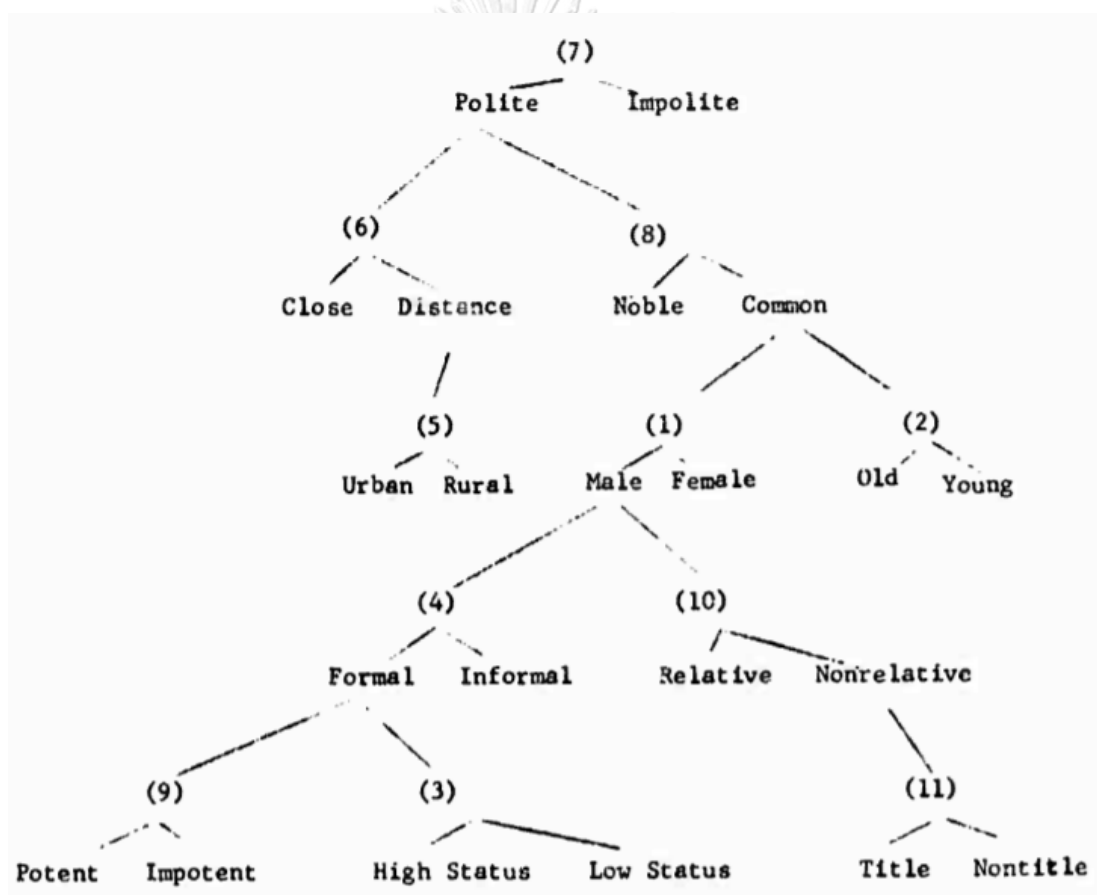 (7)
Polite Impolite
(6) (8)
Close Distance Noble Common
(5) (1) (2)
Urban Rural Male Female Old Young
(4) (10)
Formal Informal Relative Nonrelative
(9) (3) (11)
Potent Impotent High Status Low Status Title Nontitle